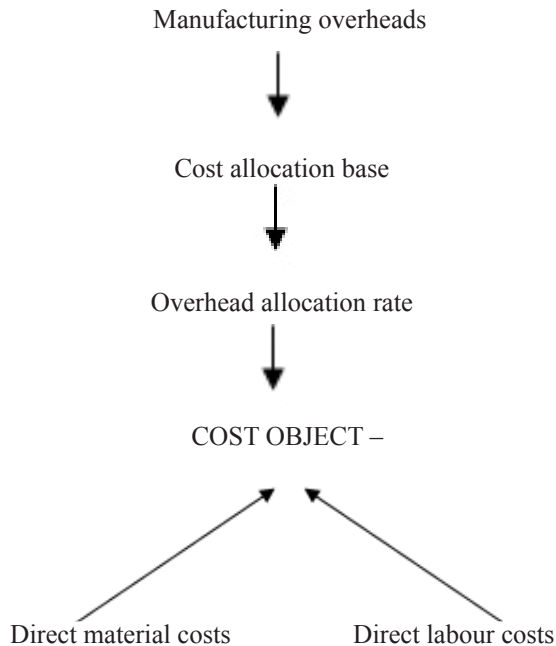 Manufacturing overheads
Cost allocation base
Overhead allocation rate
COST OBJECT –
Direct material costs
Direct labour costs